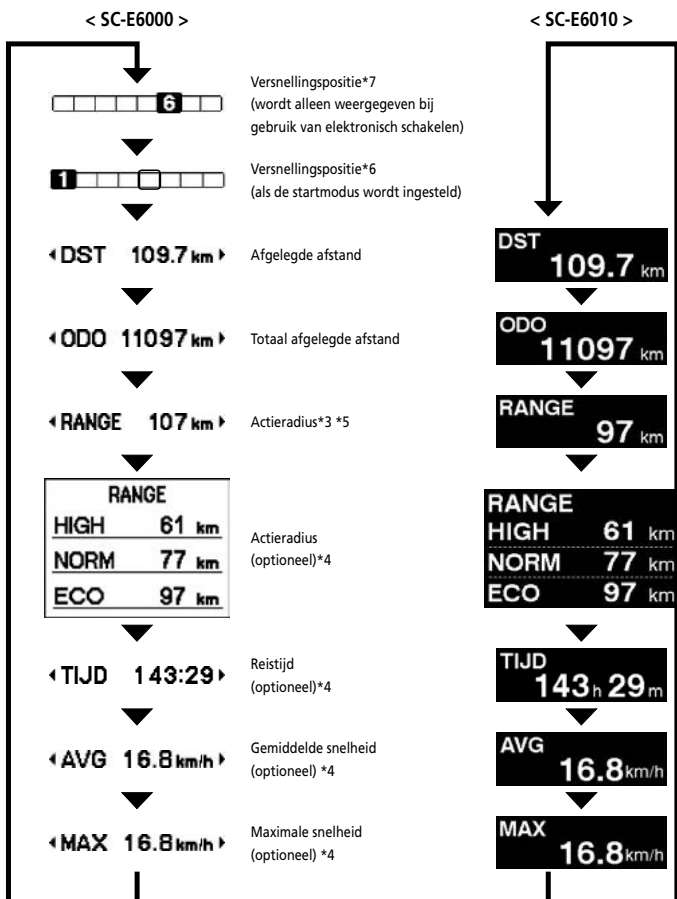 < SC-E6000 >
< SC-E6010 >
6
Versnellingspositie*7
(wordt alleen weergegeven bij
gebruik van elektronisch schakelen)
1
Versnellingspositie*6
(als de startmodus wordt ingesteld)
DST 109.7 km
Afgelegde afstand
DST
109.7 km
ODO 11097 km
Totaal afgelegde afstand
ODO
11097 km
RANGE 107 km
Actieradius*3 *5
RANGE
97 km
RANGE
HIGH 61 km
NORM 77 km
ECO 97 km
Actieradius
(optioneel)*4
RANGE
HIGH 61 km
NORM 77 km
ECO 97 km
TIJD 143:29
Reistijd
(optioneel)*4
TIJD
143 h 29 m
AVG 16.8 km/h
Gemiddelde snelheid
(optioneel) *4
AVG
16.8 km/h
MAX 16.8 km/h
Maximale snelheid
(optioneel) *4
MAX
16.8 km/h